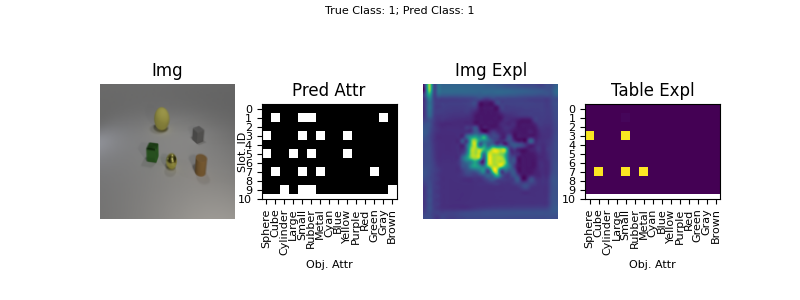 True Class: 1; Pred Class: 1
Img
Pred Attr
Img Expl
Table Expl
Slot_ID
0
1
2
3
4
5
6
7
8
9
10
Sphere
Cube
Cylinder
Large
Small
Rubber
Metal
Cyan
Blue
Yellow
Purple
Red
Green
Gray
Brown
Obj. Attr
0
1
2
3
4
5
6
7
8
9
10
Sphere
Cube
Cylinder
Large
Small
Rubber
Metal
Cyan
Blue
Yellow
Purple
Red
Green
Gray
Brown
Obj. Attr